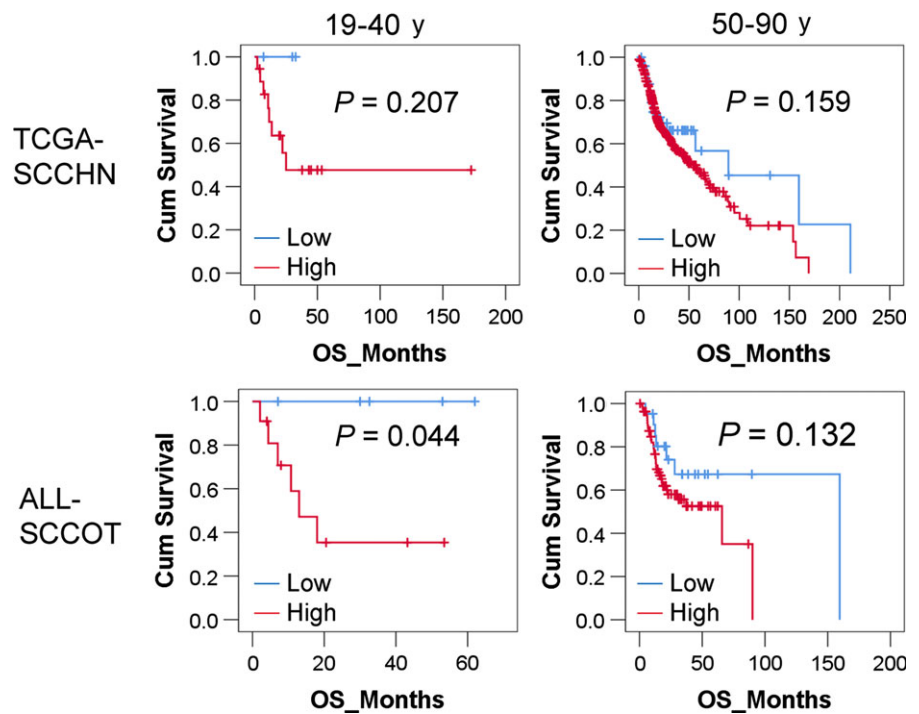 19-40 y
50-90 y
TCGA-
SCCHN
Cum Survival
1.0
0.8
0.6
0.4
0.2
0.0
P = 0.207
Low
High
0 50 100 150 200
OS_Months
Cum Survival
1.0
0.8
0.6
0.4
0.2
0.0
P = 0.159
Low
High
0 50 100 150 200 250
OS_Months
ALL-
SCCOT
Cum Survival
1.0
0.8
0.6
0.4
0.2
0.0
P = 0.044
Low
High
0 20 40 60
OS_Months
Cum Survival
1.0
0.8
0.6
0.4
0.2
0.0
P = 0.132
Low
High
0 50 100 150 200
OS_Months